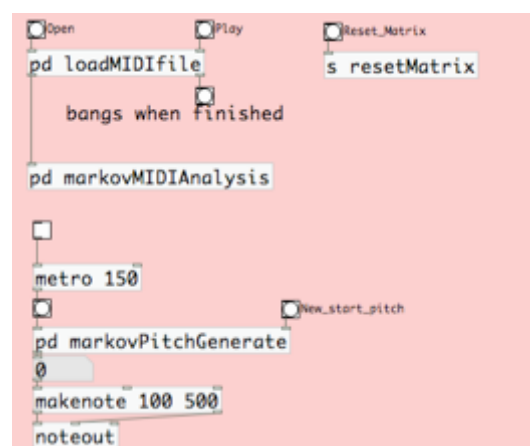 Open Play Reset_Matrix
pd loadMIDIfile s resetMatrix
bangs when finished
pd markovMIDIAnalysis
metro 150
New_start_pitch
pd markovPitchGenerate
0
makenote 100 500
noteout